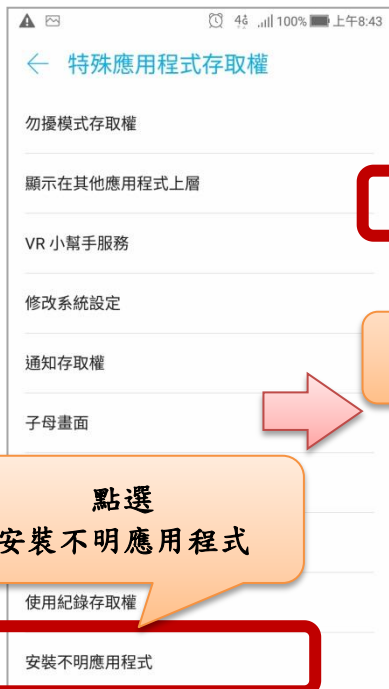 4G 100% 上午8:43
特殊應用程式存取權
勿擾模式存取權
顯示在其他應用程式上層
VR 小幫手服務
修改系統設定
通知存取權
子母畫面
點選
安裝不明應用程式
使用紀錄存取權
安裝不明應用程式